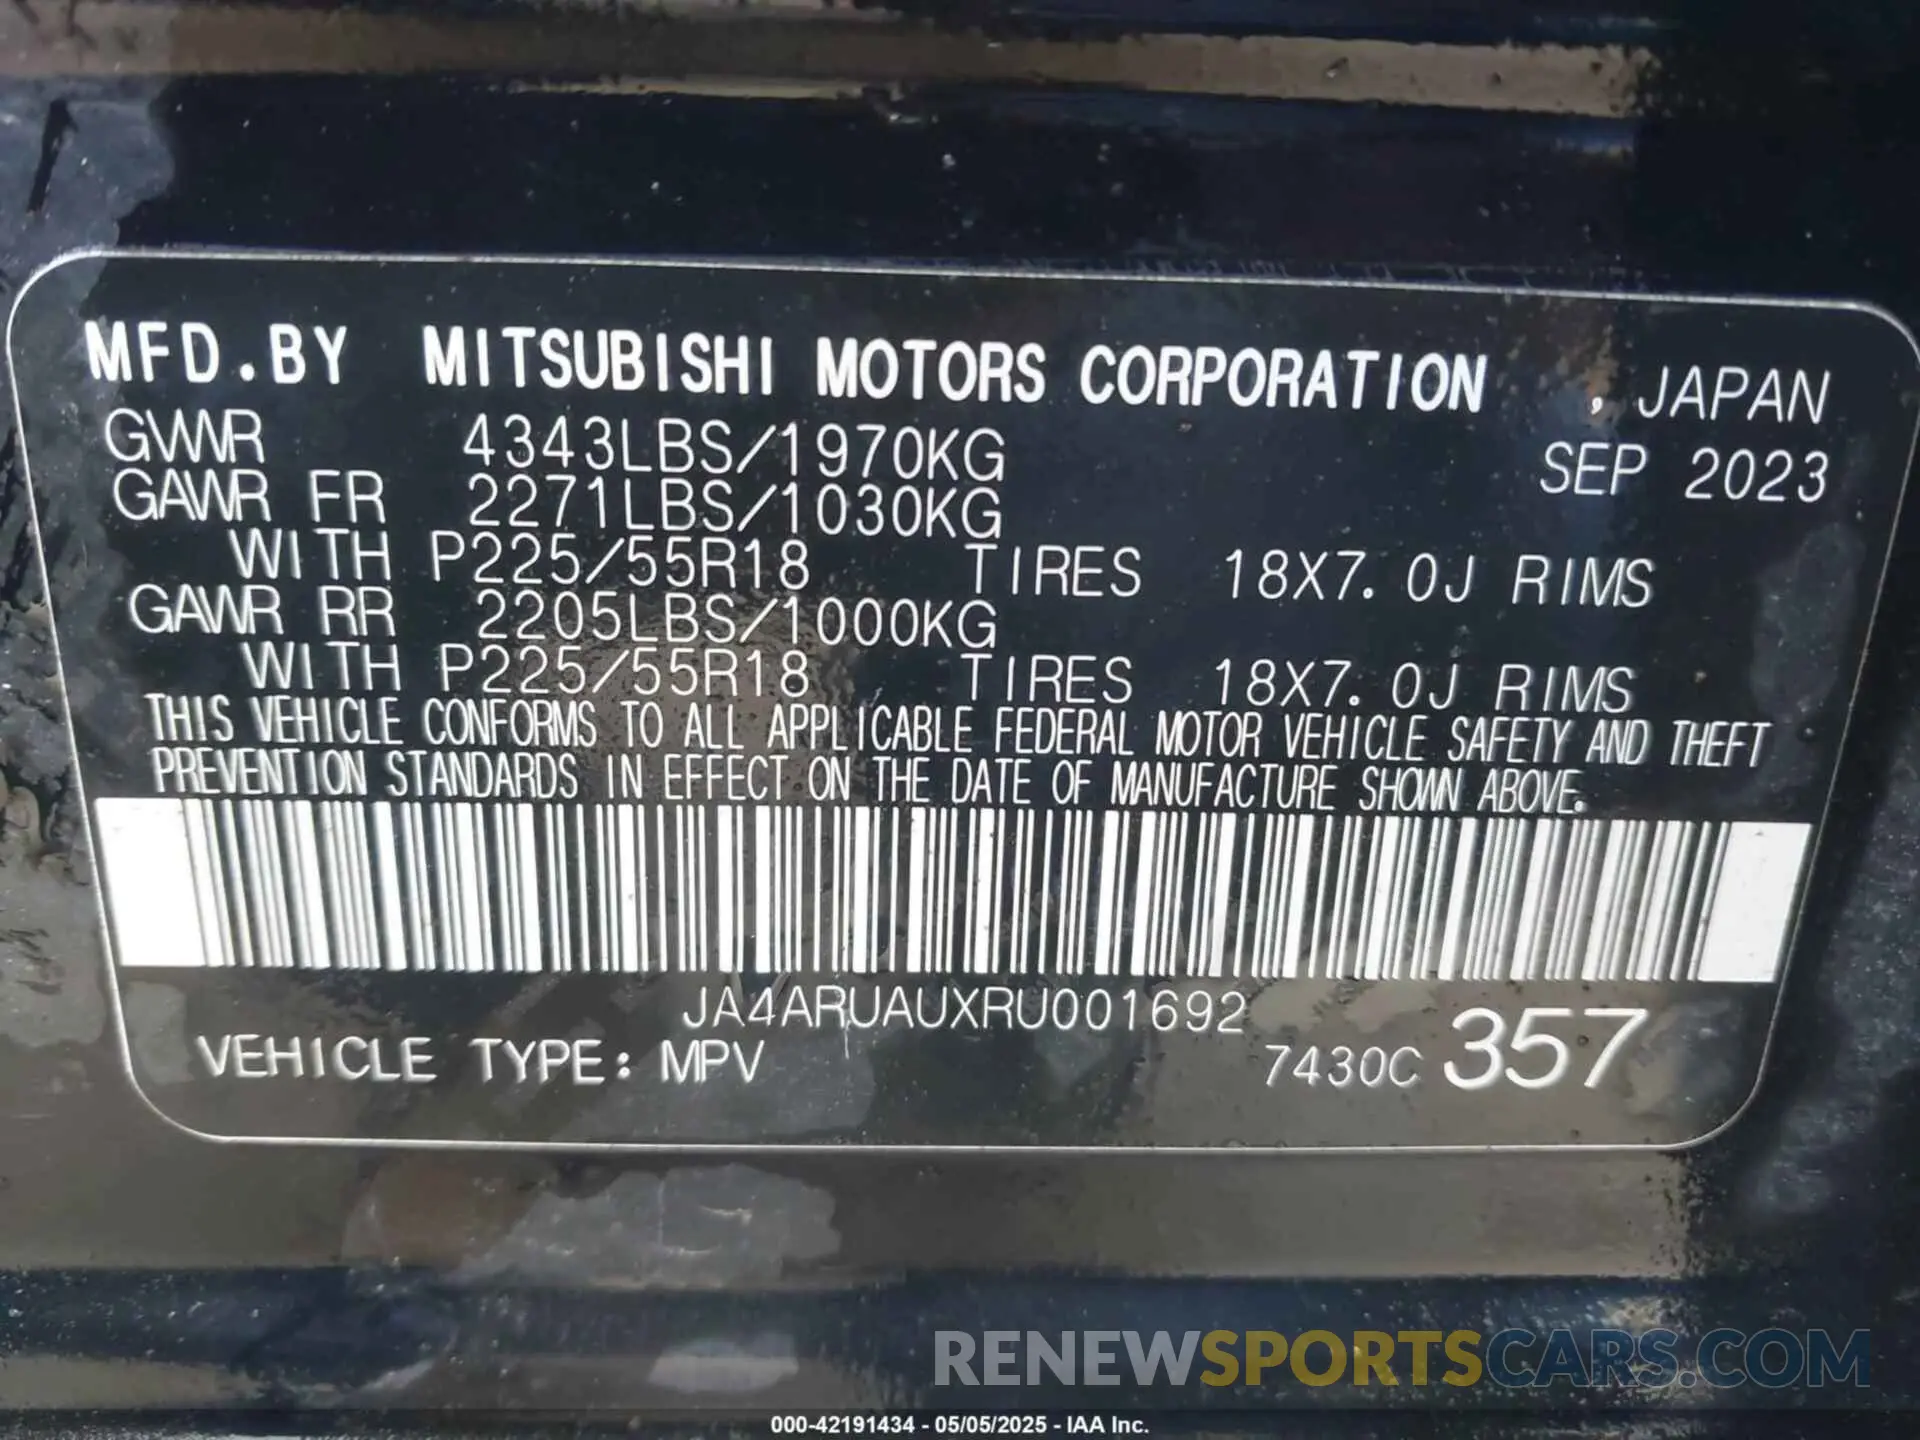 MFD.BY MITSUBISHI MOTORS CORPORATION , JAPAN
GVWR 4343LBS/1970KG SEP 2023
GAWR FR 2271LBS/1030KG
WITH P225/55R18 TIRES 18X7.0J RIMS
GAWR RR 2205LBS/1000KG
WITH P225/55R18 TIRES 18X7.0J RIMS
THIS VEHICLE CONFORMS TO ALL APPLICABLE FEDERAL MOTOR VEHICLE SAFETY AND THEFT
PREVENTION STANDARDS IN EFFECT ON THE DATE OF MANUFACTURE SHOWN ABOVE.
JA4ARUAUXRU001692
VEHICLE TYPE: MPV 7430C 357
RENEWSPORTSCARS.COM
000-42191434 - 05/05/2025 - IAA Inc.